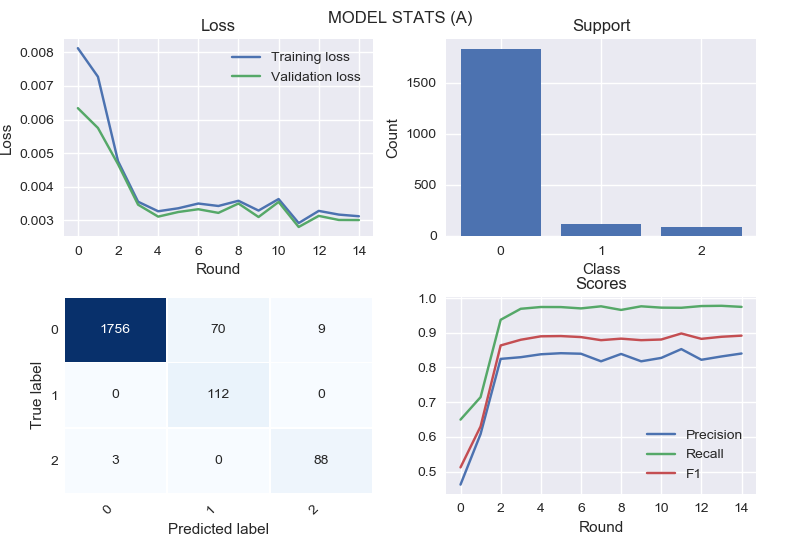 MODEL STATS (A)
Loss
0.008
0.007
0.006
0.005
0.004
0.003
Loss
Training loss
Validation loss
0 2 4 6 8 10 12 14
Round
Support
1500
1000
500
0
Count
0 1 2
Class
True label
0 1756 70 9
1 0 112 0
2 3 0 88
0 1 2
Predicted label
Scores
1.0
0.9
0.8
0.7
0.6
0.5
Precision
Recall
F1
0 2 4 6 8 10 12 14
Round